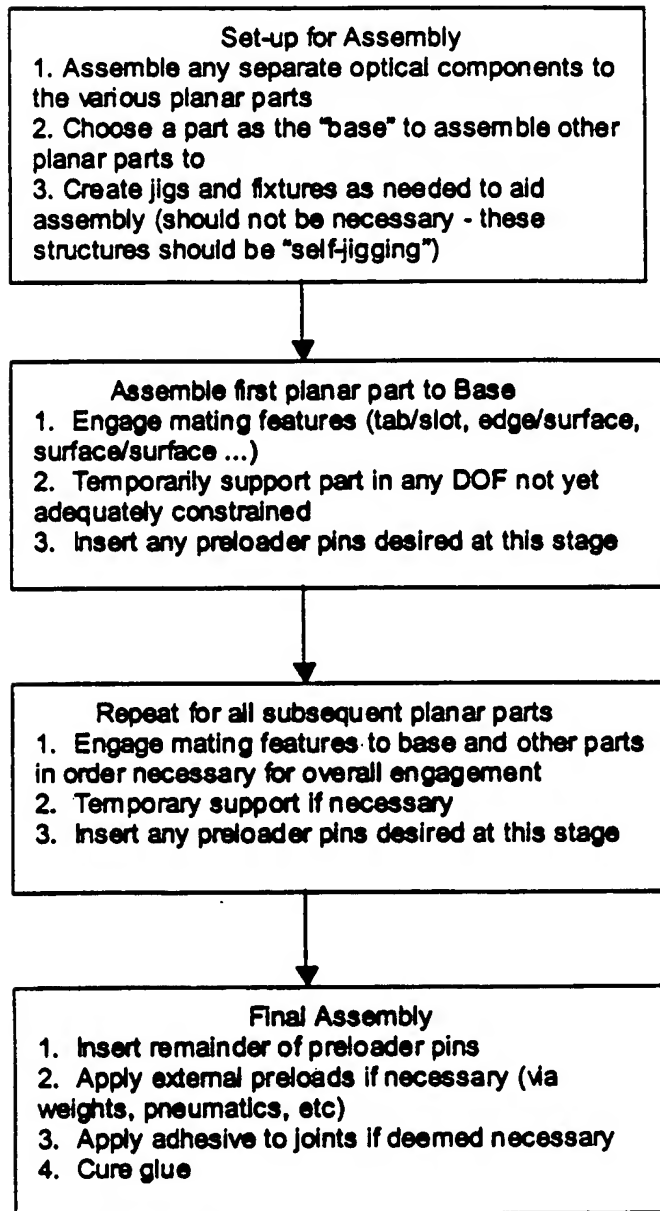 Set-up for Assembly
1. Assemble any separate optical components to
the various planar parts
2. Choose a part as the "base" to assemble other
planar parts to
3. Create jigs and fixtures as needed to aid
assembly (should not be necessary - these
structures should be "self-jigging")
Assemble first planar part to Base
1. Engage mating features (tab/slot, edge/surface,
surface/surface ...)
2. Temporarily support part in any DOF not yet
adequately constrained
3. Insert any preloader pins desired at this stage
Repeat for all subsequent planar parts
1. Engage mating features to base and other parts
in order necessary for overall engagement
2. Temporary support if necessary
3. Insert any preloader pins desired at this stage
Final Assembly
1. Insert remainder of preloader pins
2. Apply external preloads if necessary (via
weights, pneumatics, etc)
3. Apply adhesive to joints if deemed necessary
4. Cure glue